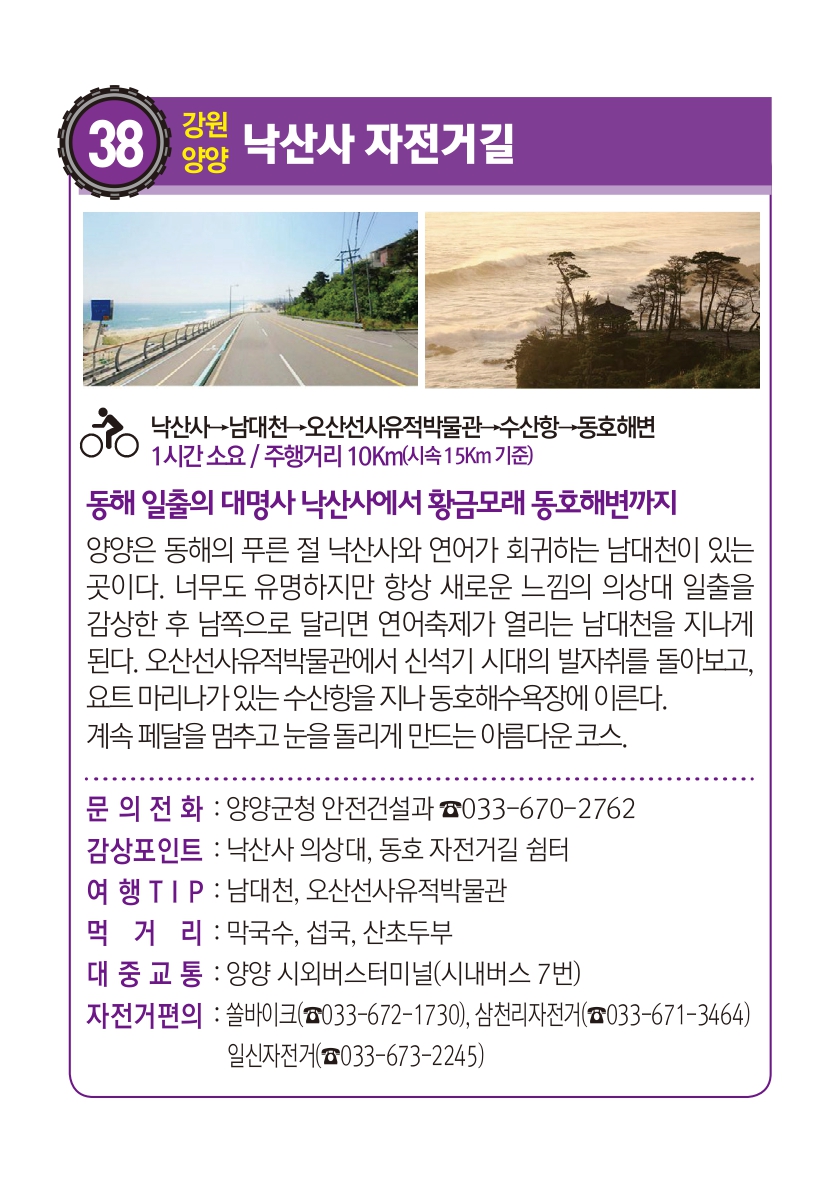 38
강원
양양
낙산사 자전거길
낙산사→남대천→오산선사유적박물관→수산항→동호해변
1시간 소요 / 주행거리 10Km(시속 15Km 기준)
동해 일출의 대명사 낙산사에서 황금모래 동호해변까지
양양은 동해의 푸른 절 낙산사와 연어가 회귀하는 남대천이 있는
곳이다. 너무도 유명하지만 항상 새로운 느낌의 의상대 일출을
감상한 후 남쪽으로 달리면 연어축제가 열리는 남대천을 지나게
된다. 오산선사유적박물관에서 신석기 시대의 발자취를 돌아보고,
요트 마리나가 있는 수산항을 지나 동호해수욕장에 이른다.
계속 페달을 멈추고 눈을 돌리게 만드는 아름다운 코스.
문의전화 : 양양군청 안전건설과 ☎033-670-2762
감상포인트 : 낙산사 의상대, 동호 자전거길 쉼터
여행TIP : 남대천, 오산선사유적박물관
먹거리 : 막국수, 섭국, 산초두부
대중교통 : 양양 시외버스터미널(시내버스 7번)
자전거편의 : 쏠바이크(☎033-672-1730), 삼천리자전거(☎033-671-3464)
일신자전거(☎033-673-2245)